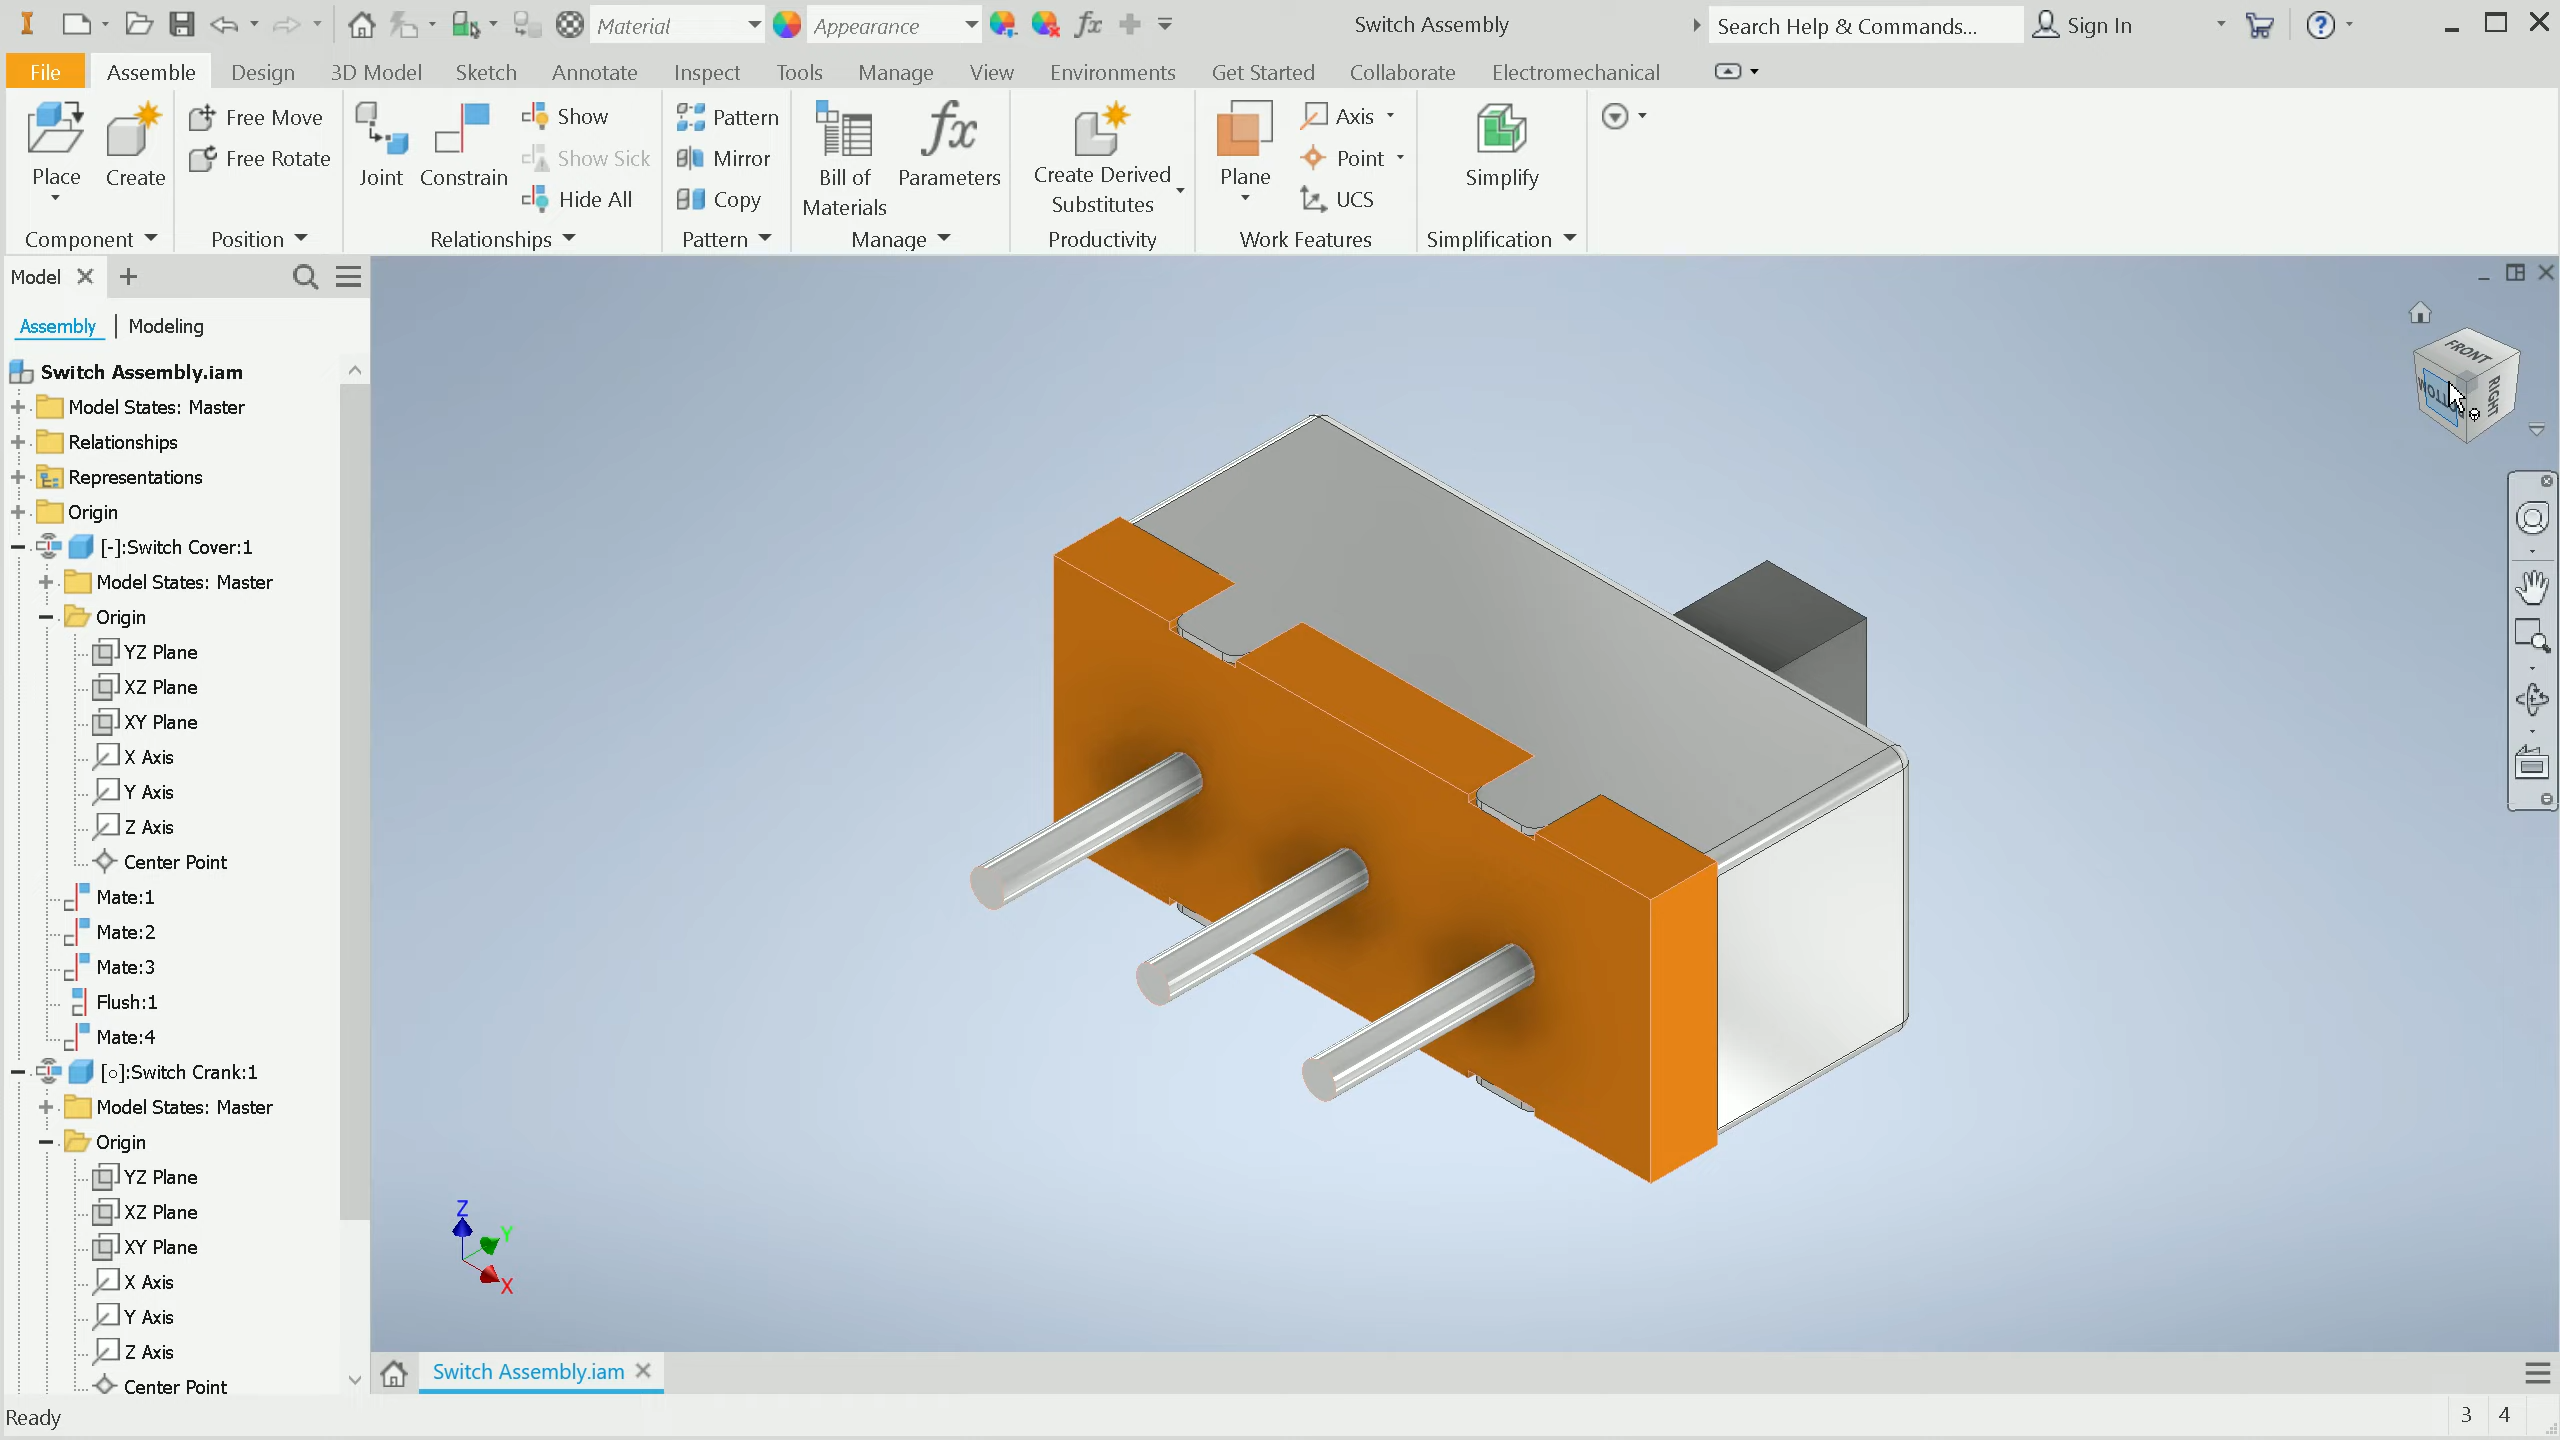 Material
Appearance
fx
Switch Assembly
Search Help & Commands...
Sign In
File
Assemble
Design
3D Model
Sketch
Annotate
Inspect
Tools
Manage
View
Environments
Get Started
Collaborate
Electromechanical
Place
Create
Free Move
Free Rotate
Joint
Constrain
Show
Show Sick
Hide All
Pattern
Mirror
Copy
Bill of
Materials
fx
Parameters
Create Derived
Substitutes
Plane
Axis
Point
UCS
Simplify
Component
Position
Relationships
Pattern
Manage
Productivity
Work Features
Simplification
Model
Assembly
Modeling
Switch Assembly.iam
Model States: Master
Relationships
Representations
Origin
[-]:Switch Cover:1
Model States: Master
Origin
YZ Plane
XZ Plane
XY Plane
X Axis
Y Axis
Z Axis
Center Point
Mate:1
Mate:2
Mate:3
Flush:1
Mate:4
[○]:Switch Crank:1
Model States: Master
Origin
YZ Plane
XZ Plane
XY Plane
X Axis
Y Axis
Z Axis
Center Point
FRONT
BOTTOM
RIGHT
Z
Y
X
Switch Assembly.iam
Ready
3
4